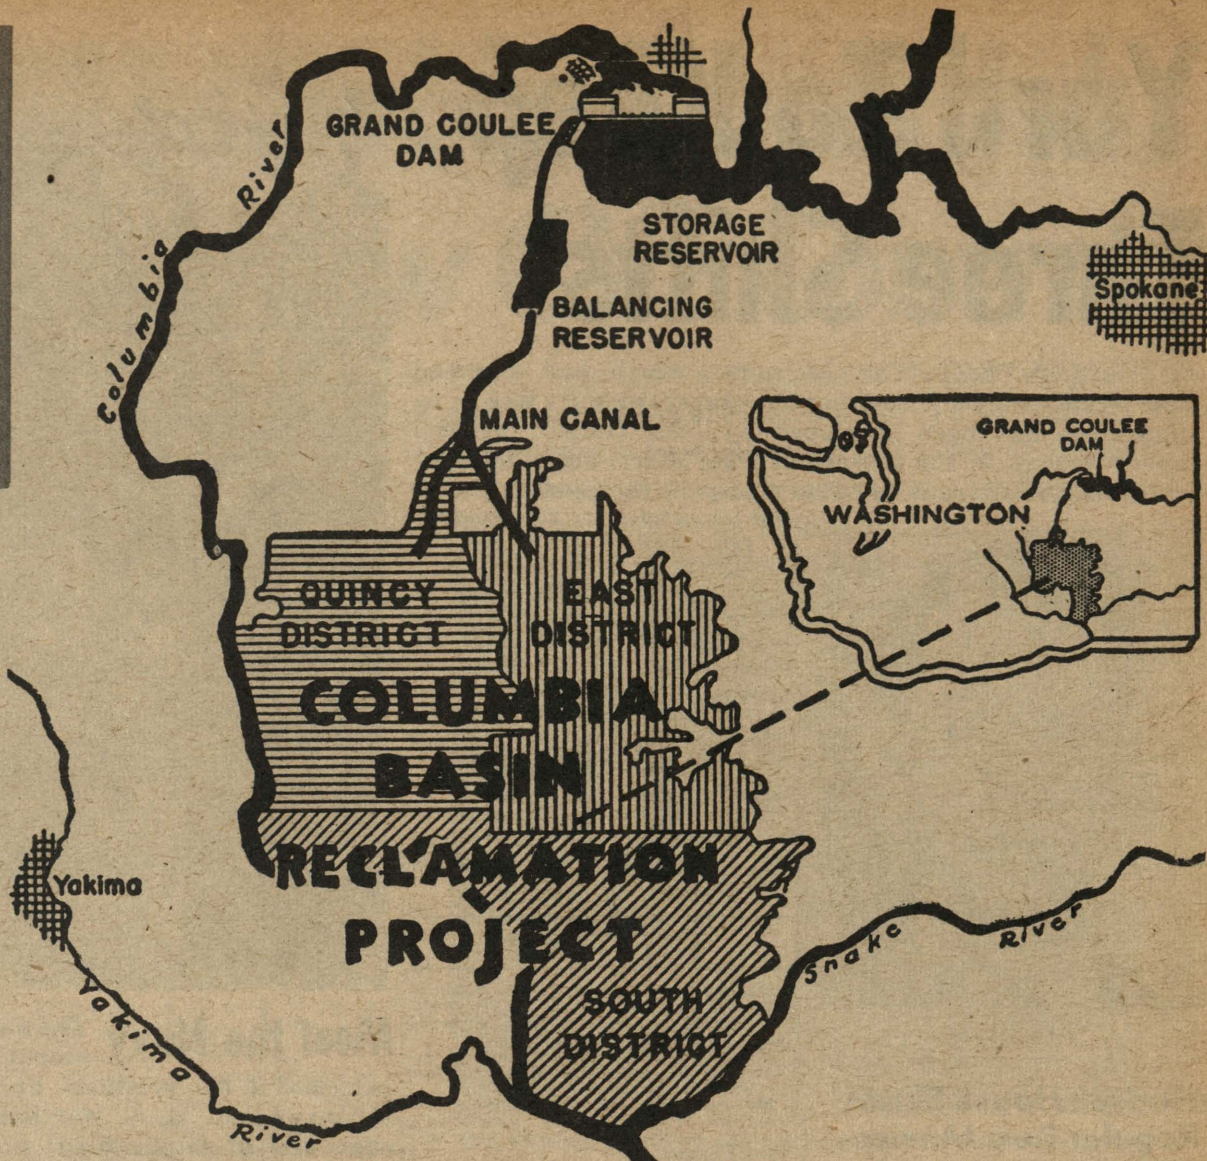 GRAND COULEE
DAM
Columbia River
STORAGE
RESERVOIR
Spokane
BALANCING
RESERVOIR
MAIN CANAL
GRAND COULEE
DAM
WASHINGTON
QUINCY
DISTRICT
EAST
DISTRICT
COLUMBIA
BASIN
RECLAMATION
PROJECT
Yakima
Snake River
SOUTH
DISTRICT
Yakima River